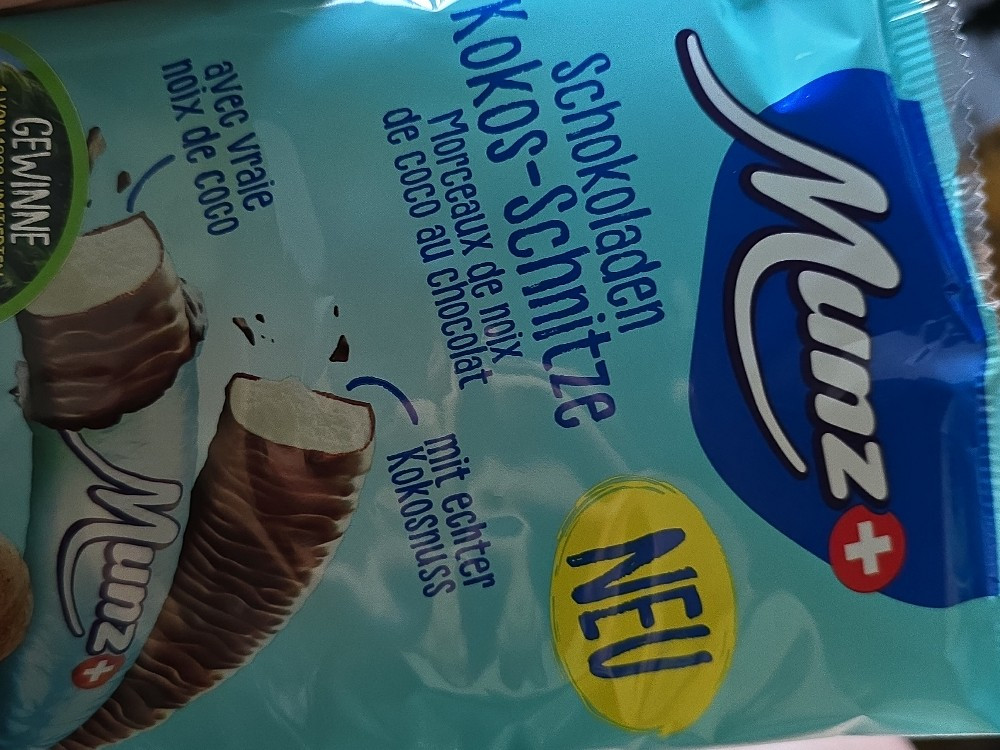 Munz
Schokoladen
Kokos-Schnitze
Morceaux de noix
de coco au chocolat
NEU
avec vraie
noix de coco
mit echter
Kokosnuss
GEWINNE
Munz